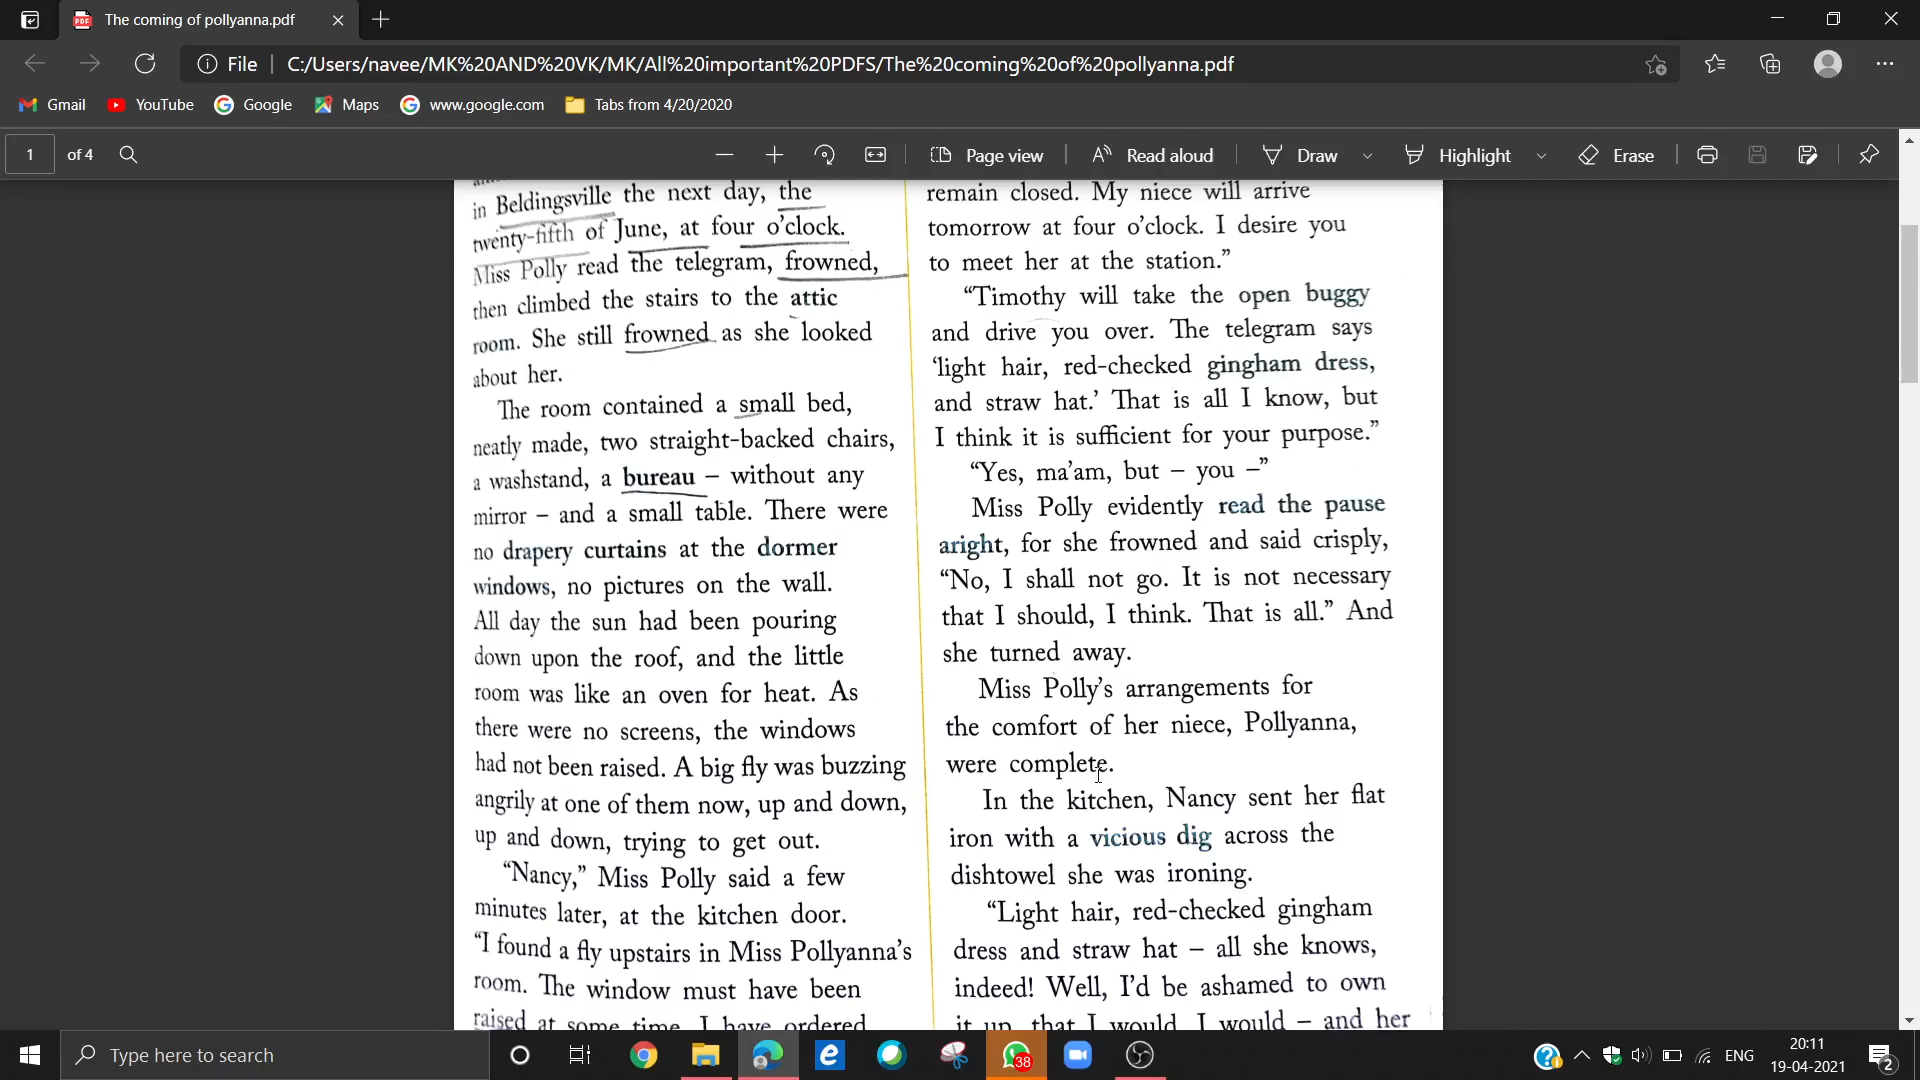 The coming of pollyanna.pdf
File
C:/Users/navee/MK%20AND%20VK/MK/All%20important%20PDFS/The%20coming%20of%20pollyanna.pdf
Gmail YouTube Google Maps www.google.com Tabs from 4/20/2020
1 of 4 Page view Read aloud Draw Highlight Erase
in Beldingsville the next day, the
twenty-fifth of June, at four o’clock.
Miss Polly read the telegram, frowned,
then climbed the stairs to the attic
room. She still frowned as she looked
about her.
The room contained a small bed,
neatly made, two straight-backed chairs,
a washstand, a bureau – without any
mirror – and a small table. There were
no drapery curtains at the dormer
windows, no pictures on the wall.
All day the sun had been pouring
down upon the roof, and the little
room was like an oven for heat. As
there were no screens, the windows
had not been raised. A big fly was buzzing
angrily at one of them now, up and down,
up and down, trying to get out.
“Nancy,” Miss Polly said a few
minutes later, at the kitchen door.
“I found a fly upstairs in Miss Pollyanna’s
room. The window must have been
raised at some time. I have ordered
remain closed. My niece will arrive
tomorrow at four o’clock. I desire you
to meet her at the station.”
“Timothy will take the open buggy
and drive you over. The telegram says
‘light hair, red-checked gingham dress,
and straw hat.’ That is all I know, but
I think it is sufficient for your purpose.”
“Yes, ma’am, but – you –”
Miss Polly evidently read the pause
aright, for she frowned and said crisply,
“No, I shall not go. It is not necessary
that I should, I think. That is all.” And
she turned away.
Miss Polly’s arrangements for
the comfort of her niece, Pollyanna,
were complete.
In the kitchen, Nancy sent her flat
iron with a vicious dig across the
dishtowel she was ironing.
“Light hair, red-checked gingham
dress and straw hat – all she knows,
indeed! Well, I’d be ashamed to own
it up, that I would, I would – and her
Type here to search
38
ENG
20:11
19-04-2021
2